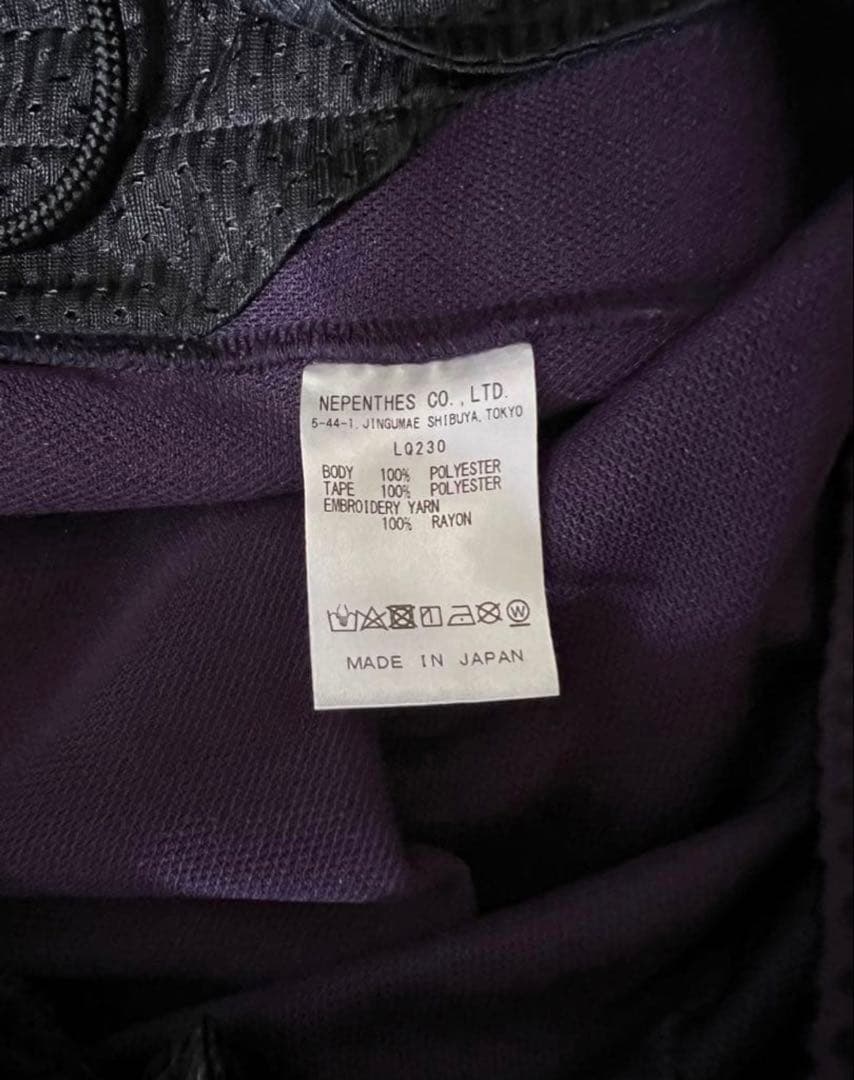 NEPENTHES CO.,LTD.
5-44-1, JINGUMAE SHIBUYA, TOKYO
LQ230
BODY 100% POLYESTER
TAPE 100% POLYESTER
EMBROIDERY YARN
100% RAYON
W
MADE IN JAPAN